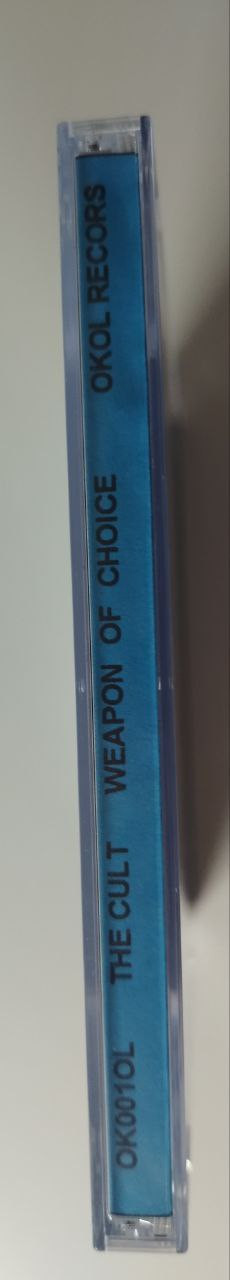 OK001OL THE CULT WEAPON OF CHOICE OKOL RECORS